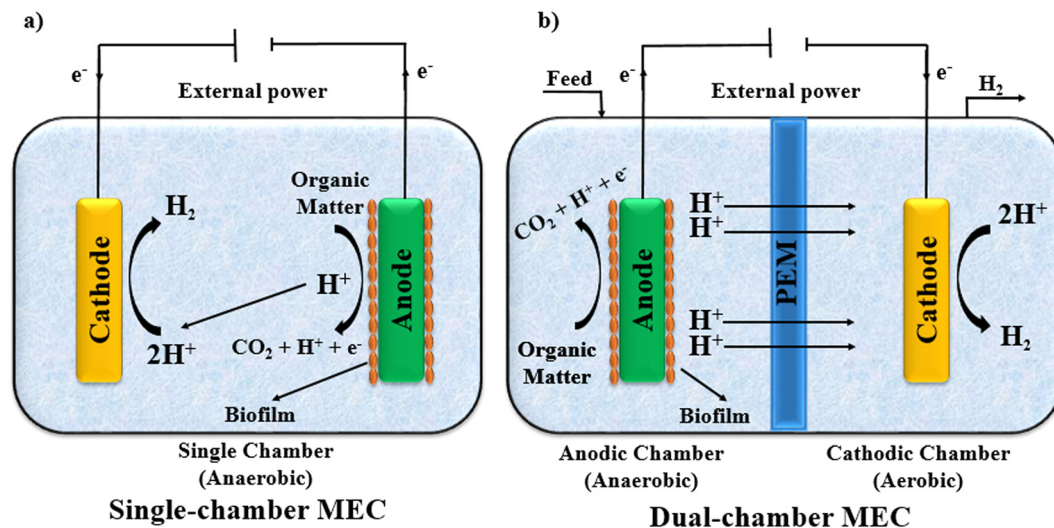 a)
e⁻
e⁻
External power
Cathode
H₂
2H⁺
Organic
Matter
H⁺
CO₂ + H⁺ + e⁻
Anode
Biofilm
Single Chamber
(Anaerobic)
Single-chamber MEC
b)
Feed
e⁻
e⁻
External power
H₂
CO₂ + H⁺ + e⁻
Organic
Matter
Anode
H⁺
H⁺
H⁺
H⁺
Biofilm
PEM
Cathode
2H⁺
H₂
Anodic Chamber
(Anaerobic)
Cathodic Chamber
(Aerobic)
Dual-chamber MEC